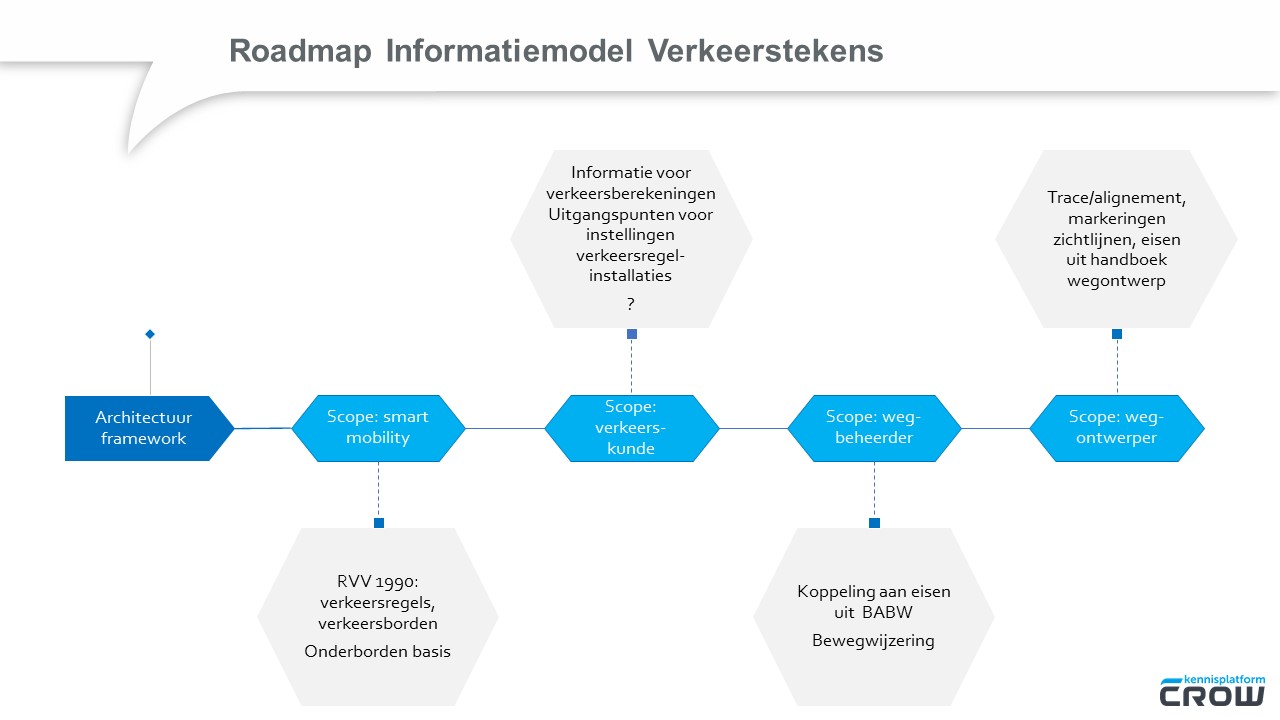 Roadmap Informatiemodel Verkeerstekens
Informatie voor
verkeersberekeningen
Uitgangspunten voor
instellingen
verkeersregel-
installaties
?
Trace/alignement,
markeringen
zichtlijnen, eisen
uit handboek
wegontwerp
Architectuur
framework
Scope: smart
mobility
Scope:
verkeers-
kunde
Scope: weg-
beheerder
Scope: weg-
ontwerper
RVV 1990:
verkeersregels,
verkeersborden
Onderborden basis
Koppeling aan eisen
uit BABW
Bewegwijzering
kennisplatform
CROW